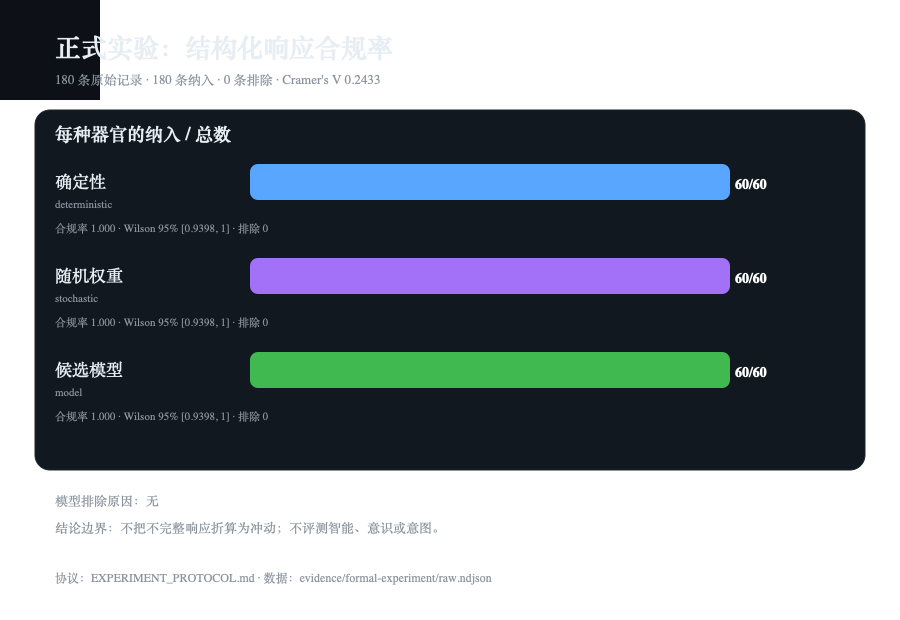 正式实验：结构化响应合规率
180 条原始记录 · 180 条纳入 · 0 条排除 · Cramer's V 0.2433
每种器官的纳入 / 总数
确定性
60/60
deterministic
合规率 1.000 · Wilson 95% [0.9398, 1] · 排除 0
随机权重
60/60
stochastic
合规率 1.000 · Wilson 95% [0.9398, 1] · 排除 0
候选模型
60/60
model
合规率 1.000 · Wilson 95% [0.9398, 1] · 排除 0
模型排除原因：无
结论边界：不把不完整响应折算为冲动；不评测智能、意识或意图。
协议：EXPERIMENT_PROTOCOL.md · 数据：evidence/formal-experiment/raw.ndjson